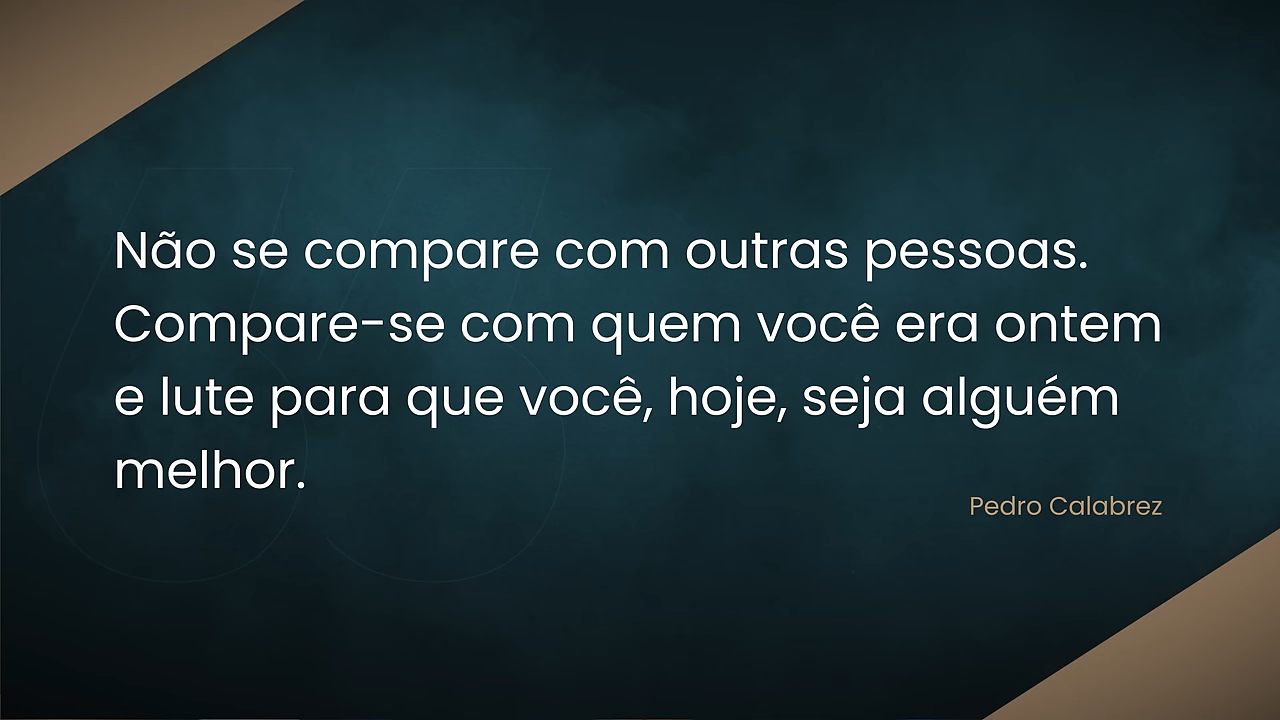 Não se compare com outras pessoas.
Compare-se com quem você era ontem
e lute para que você, hoje, seja alguém
melhor.
Pedro Calabrez